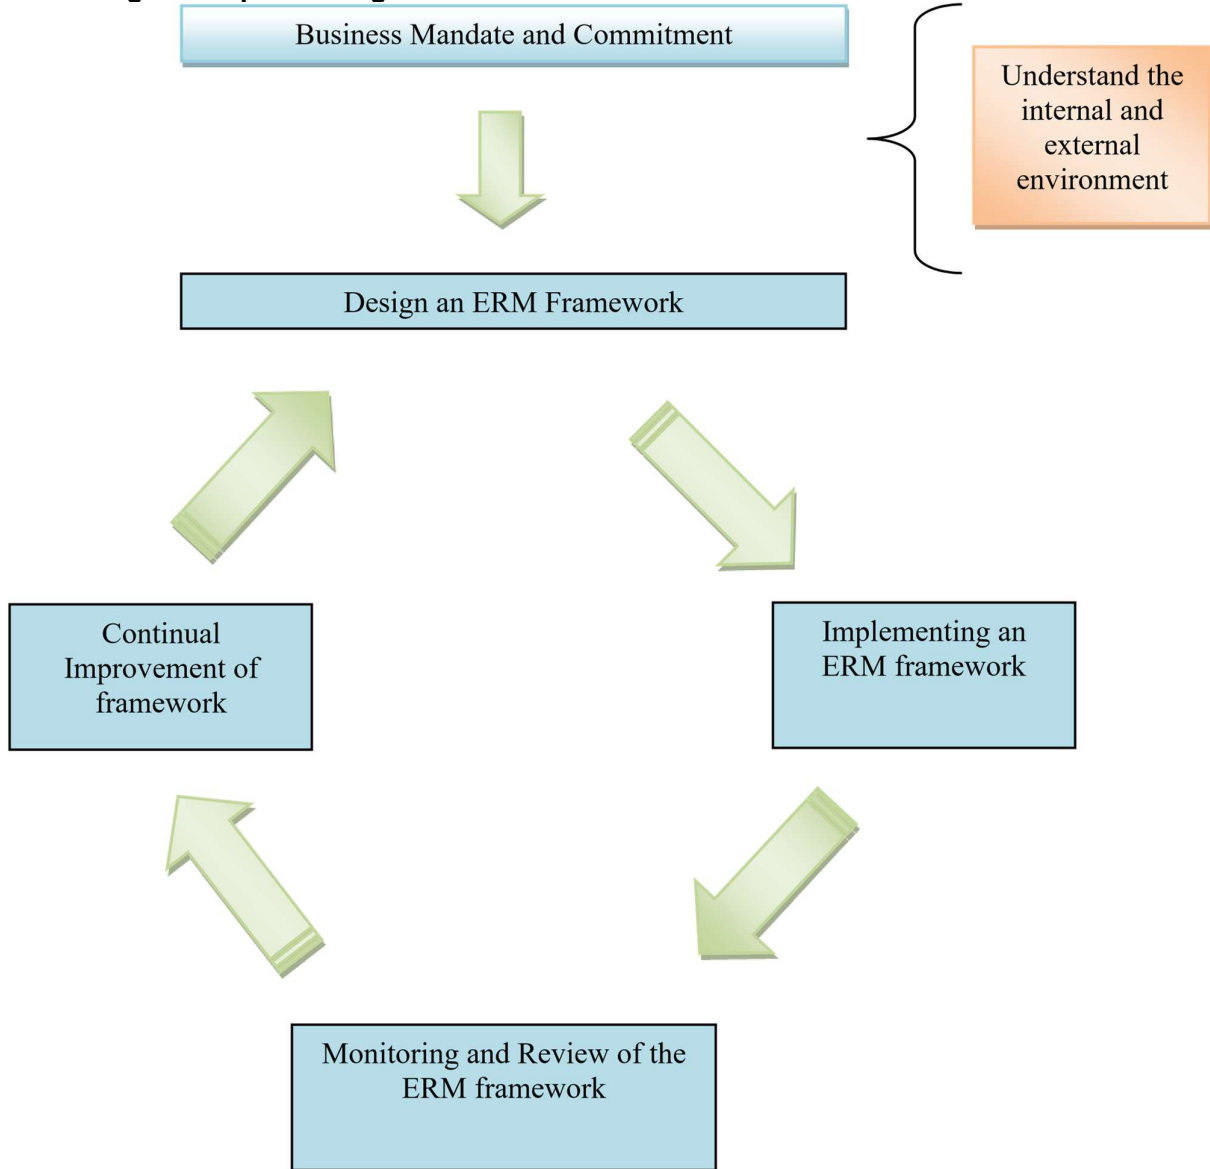 Business Mandate and Commitment
Understand the
internal and
external
environment
Design an ERM Framework
Continual
Improvement of
framework
Implementing an
ERM framework
Monitoring and Review of the
ERM framework